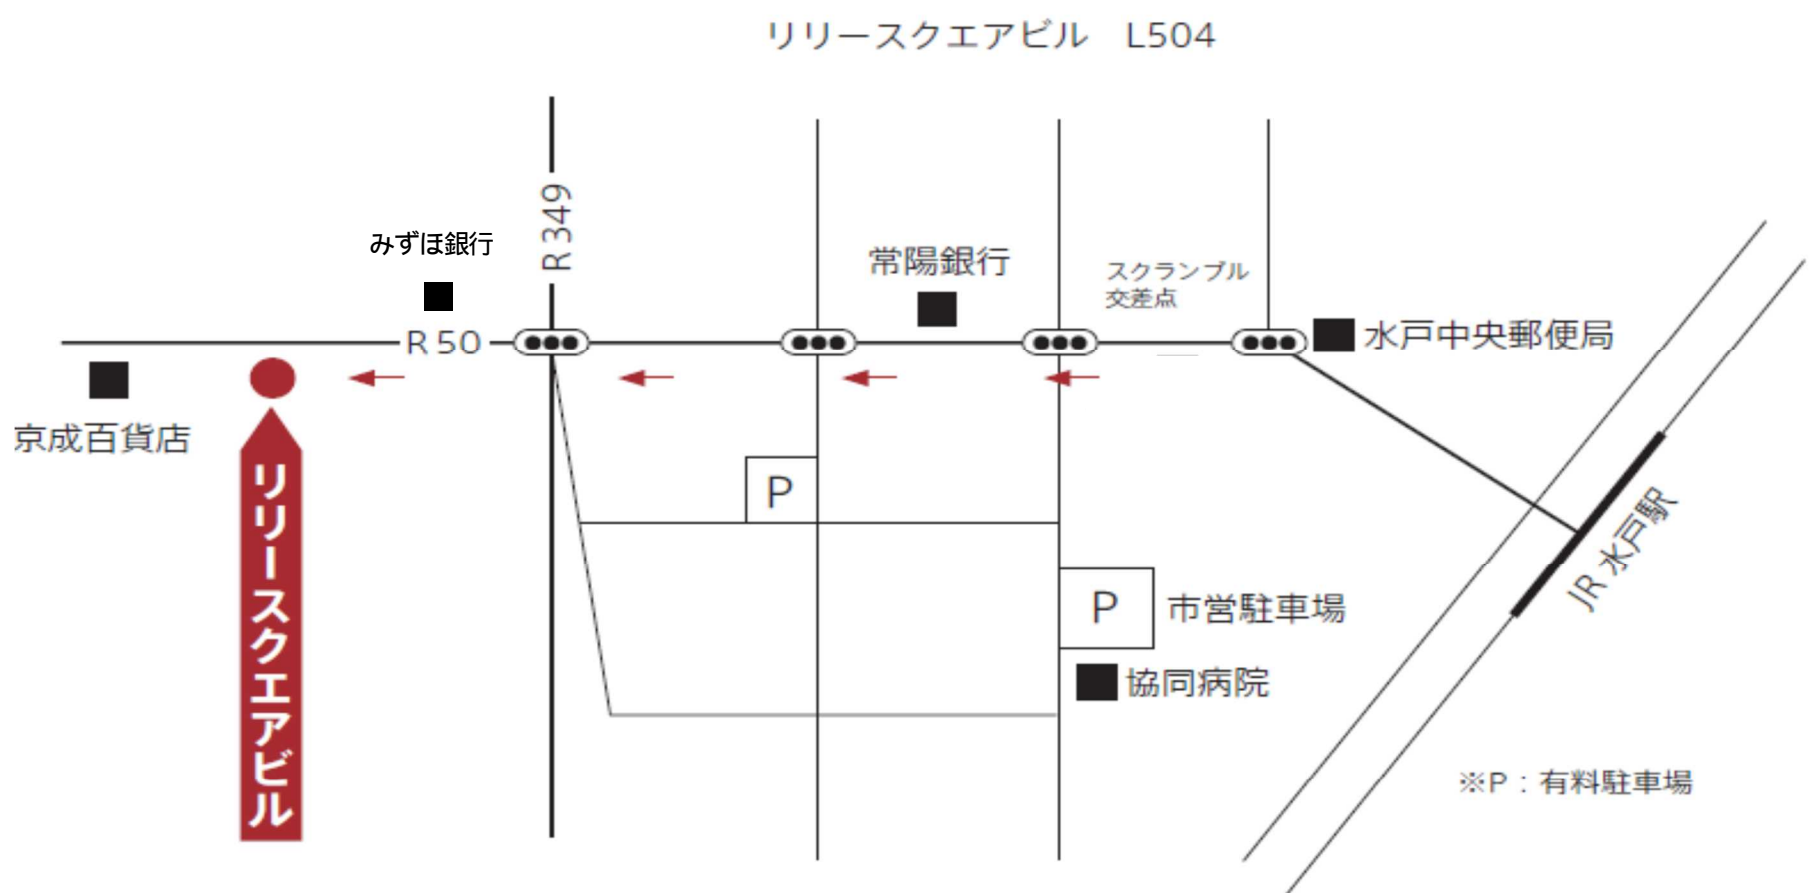 リリースクエアビル　L504
R 349
みずほ銀行
常陽銀行
スクランブル
交差点
R 50
水戸中央郵便局
京成百貨店
リリースクエアビル
P
JR 水戸駅
P
市営駐車場
協同病院
※P：有料駐車場